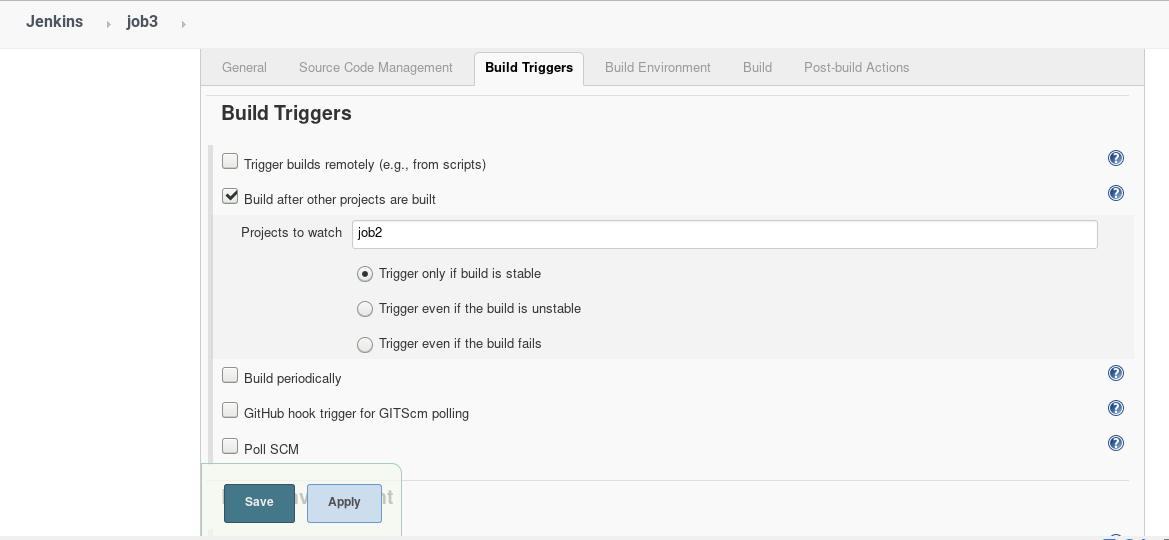 Jenkins job3
General Source Code Management Build Triggers Build Environment Build Post-build Actions
Build Triggers
Trigger builds remotely (e.g., from scripts)
Build after other projects are built
Projects to watch job2
Trigger only if build is stable
Trigger even if the build is unstable
Trigger even if the build fails
Build periodically
GitHub hook trigger for GITScm polling
Poll SCM
Save Apply